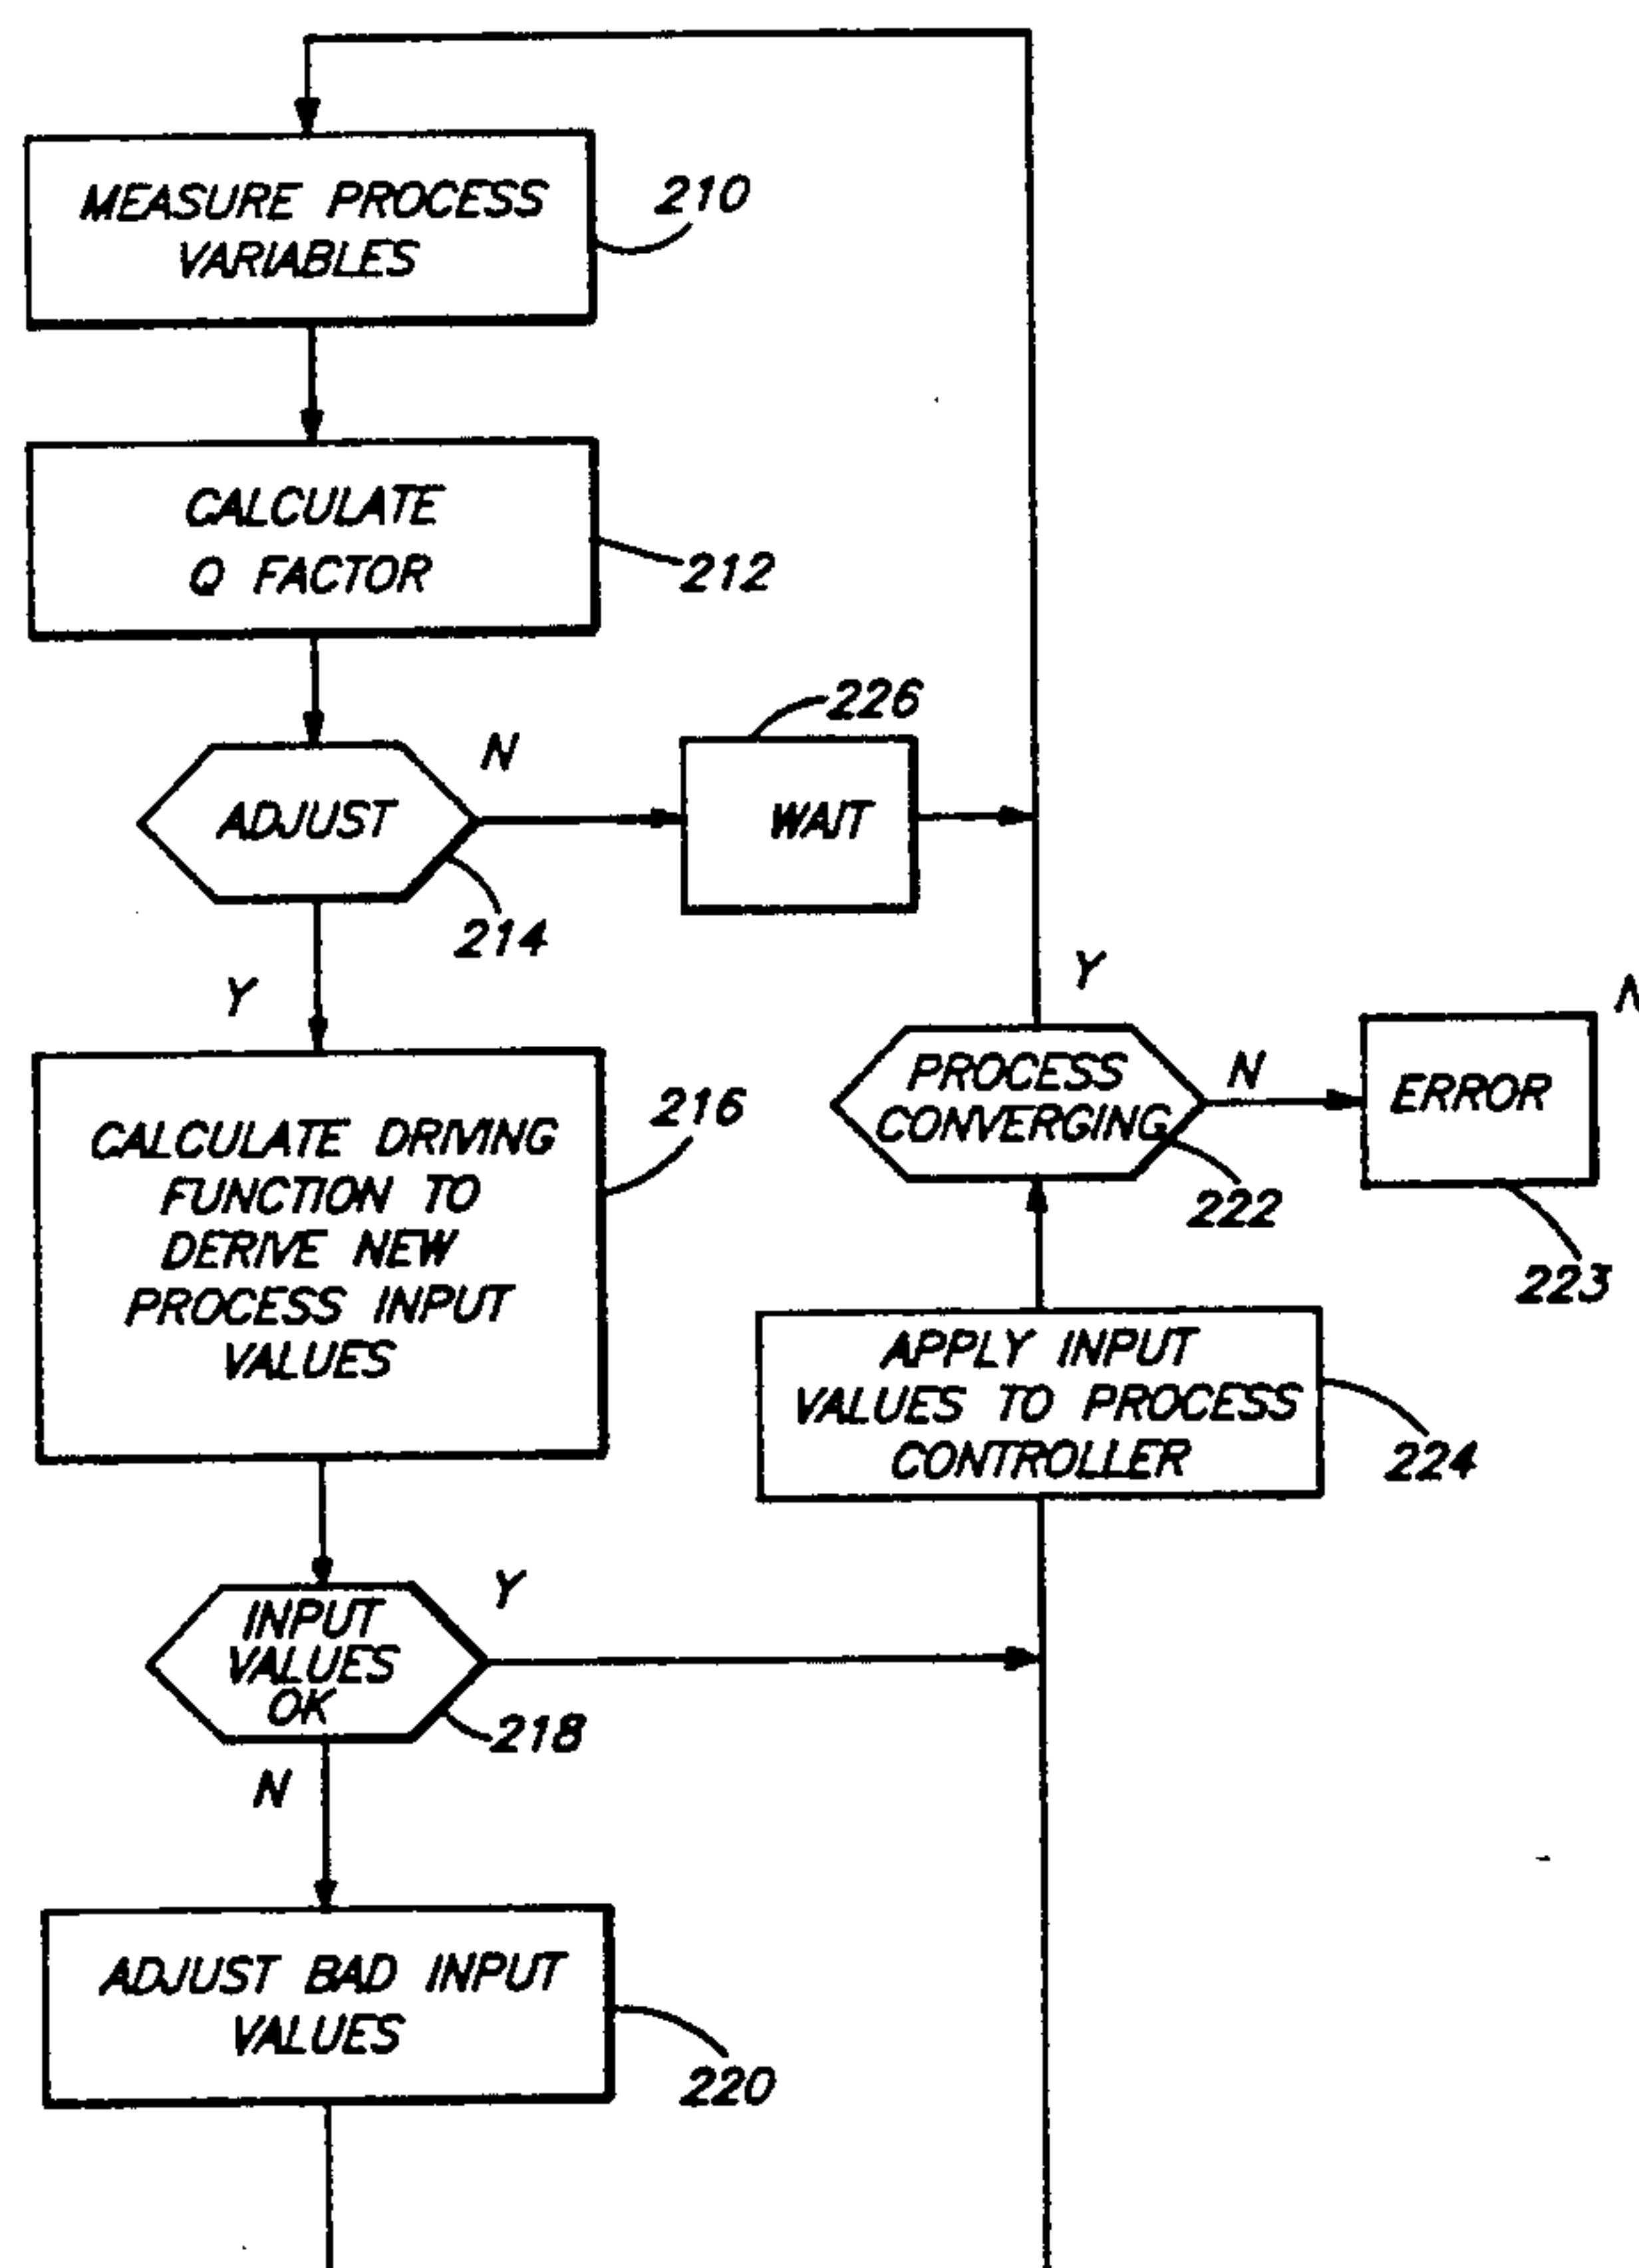 MEASURE PROCESS
VARIABLES
210
CALCULATE
Q FACTOR
212
226
N
ADJUST
WAIT
214
Y
Y
CALCULATE DRIVING
FUNCTION TO
DERIVE NEW
PROCESS INPUT
VALUES
216
PROCESS
CONVERGING
N
ERROR
222
223
APPLY INPUT
VALUES TO PROCESS
CONTROLLER
224
INPUT
VALUES
OK
Y
218
N
ADJUST BAD INPUT
VALUES
220